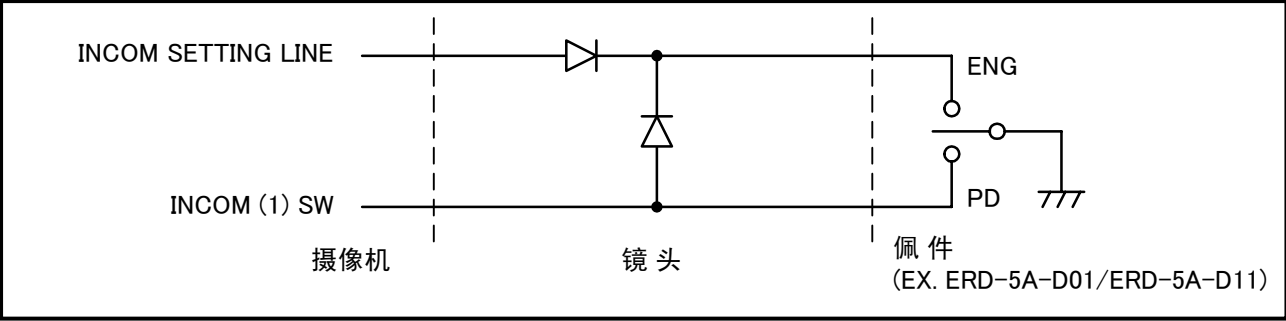 INCOM SETTING LINE
ENG
INCOM (1) SW
PD
摄像机
镜 头
佩 件
(EX. ERD-5A-D01/ERD-5A-D11)